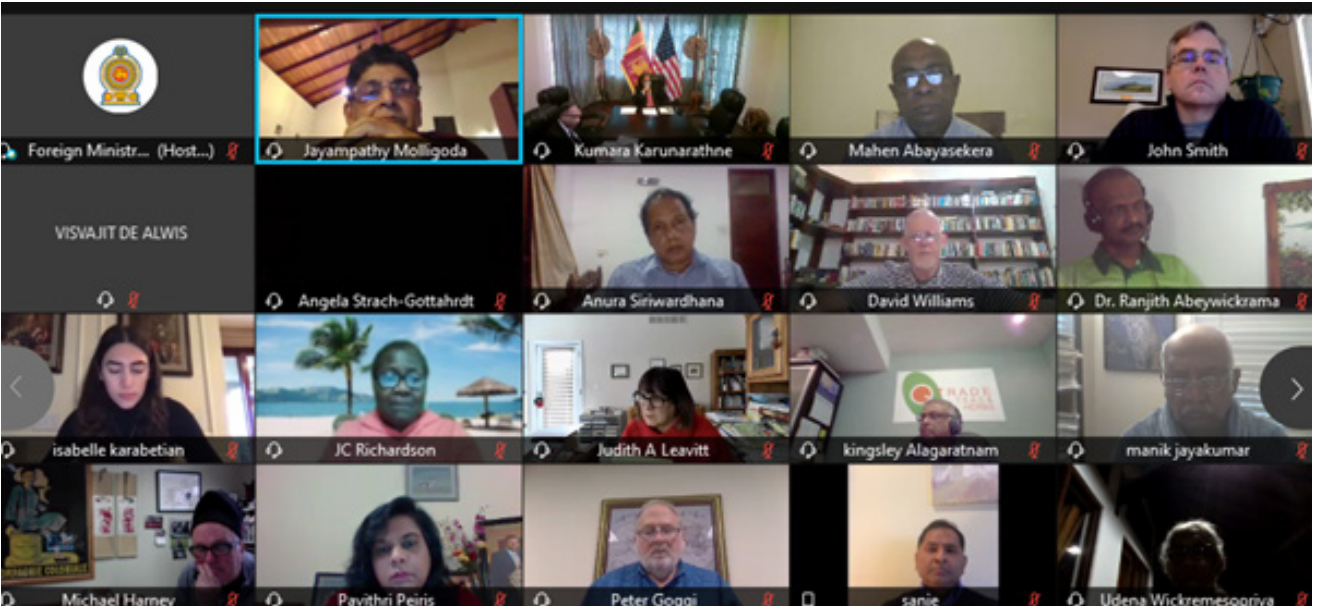 Foreign Ministr... (Host...)
Jayampathy Molligoda
Kumara Karunarathne
Mahen Abayasekera
John Smith
VISVAJIT DE ALWIS
Angela Strach-Gottahrdt
Anura Siriwardhana
David Williams
Dr. Ranjith Abeywickrama
TRADE
isabelle karabetian
JC Richardson
Judith A Leavitt
kingsley Alagaratnam
manik jayakumar
COLONIALE
Michael Harney
Pavithri Peiris
Peter Goggi
sanje
Udena Wickremesooriya